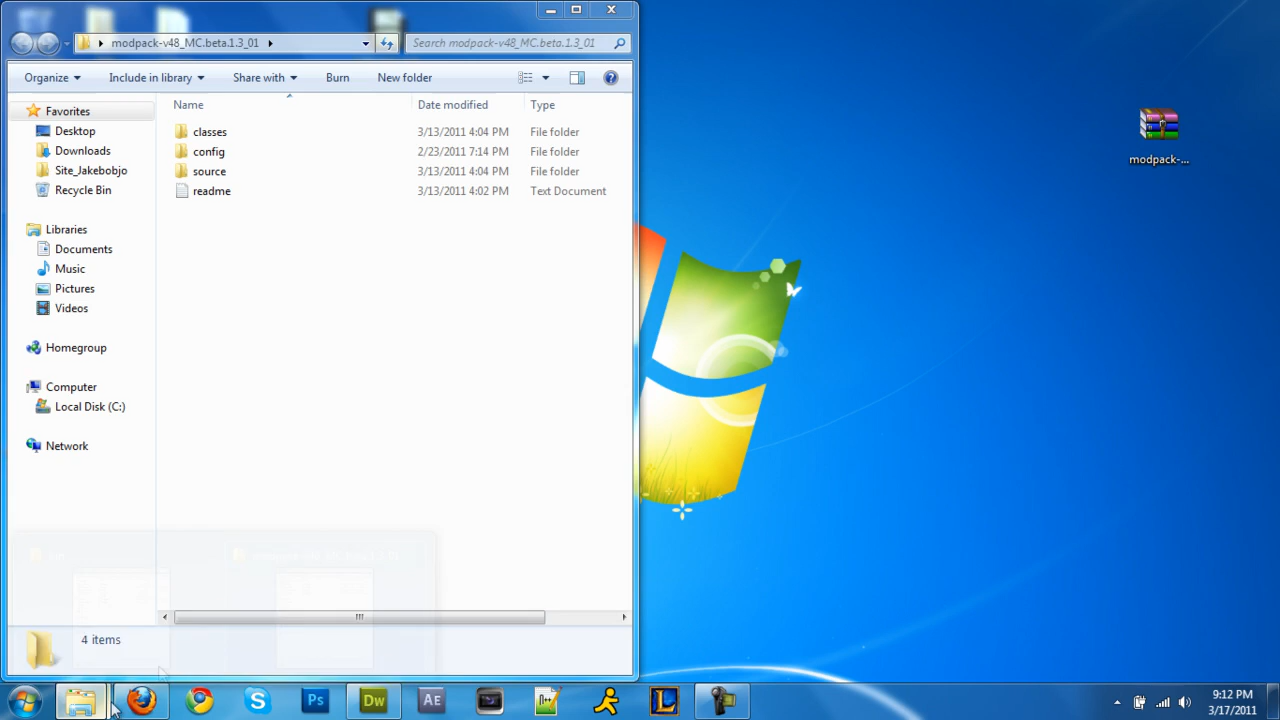 modpack-v48_MC.beta.1.3_01
Search modpack-v48_MC.beta.1.3_01
Organize Include in library Share with Burn New folder
Name Date modified Type
Favorites
Desktop
Downloads
Site_Jakebobjo
Recycle Bin
Libraries
Documents
Music
Pictures
Videos
Homegroup
Computer
Local Disk (C:)
Network
classes 3/13/2011 4:04 PM File folder
config 2/23/2011 7:14 PM File folder
source 3/13/2011 4:04 PM File folder
readme 3/13/2011 4:02 PM Text Document
4 items
modpack-...
Ps
Dw
AE
L
9:12 PM
3/17/2011